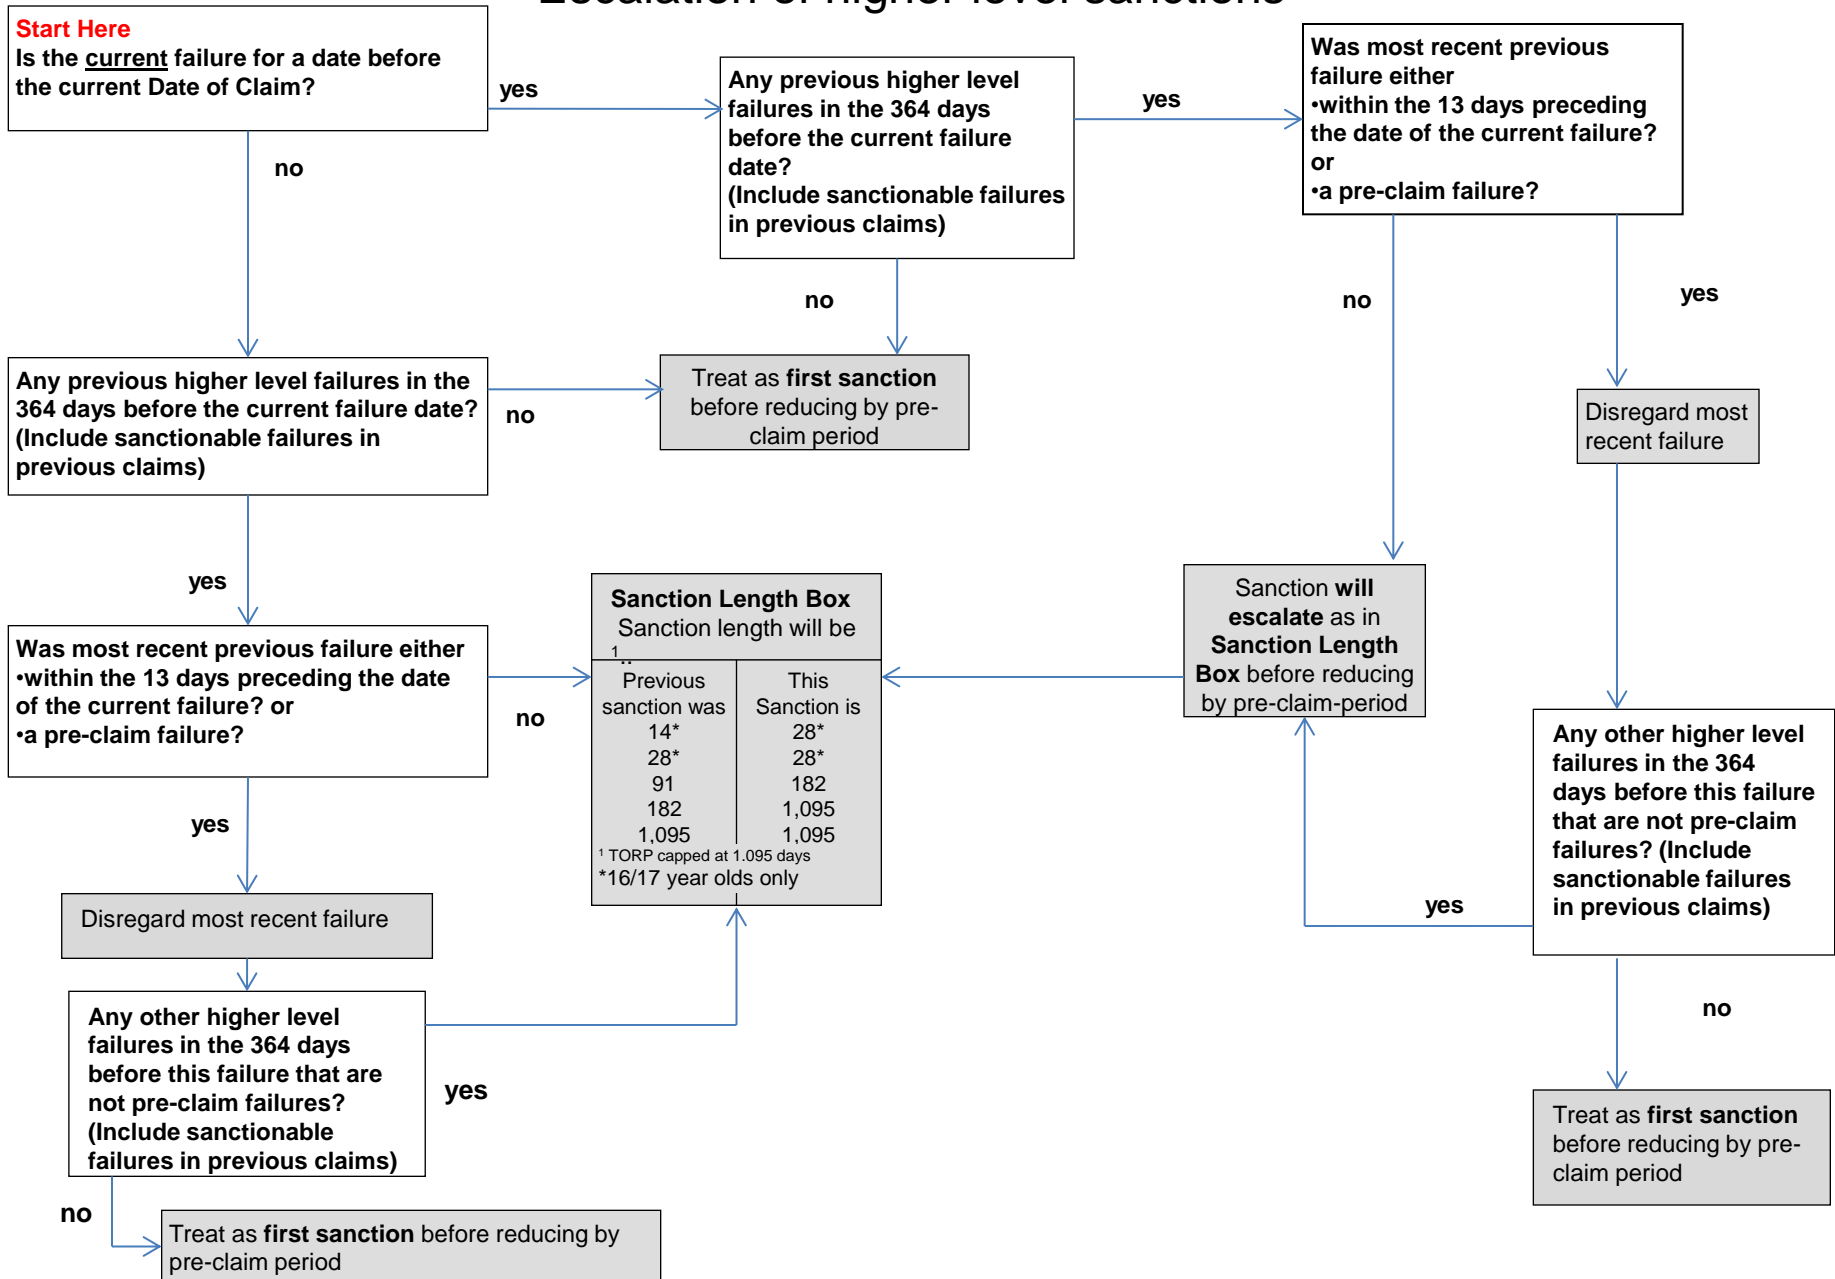 Escalation of higher level sanctions
Start Here
Is the current failure for a date before
the current Date of Claim?
yes
Any previous higher level
failures in the 364 days
before the current failure
date?
(Include sanctionable failures
in previous claims)
yes
Was most recent previous
failure either
•within the 13 days preceding
the date of the current failure?
or
•a pre-claim failure?
no
no
no
yes
Any previous higher level failures in the
364 days before the current failure date?
(Include sanctionable failures in
previous claims)
no
Treat as first sanction
before reducing by pre-
claim period
Disregard most
recent failure
yes
Was most recent previous failure either
•within the 13 days preceding the date
of the current failure? or
•a pre-claim failure?
no
Sanction Length Box
Sanction length will be
1..
Previous
sanction was
14*
28*
91
182
1,095
This
Sanction is
28*
28*
182
1,095
1,095
1 TORP capped at 1.095 days
*16/17 year olds only
Sanction will
escalate as in
Sanction Length
Box before reducing
by pre-claim-period
Any other higher level
failures in the 364
days before this failure
that are not pre-claim
failures? (Include
sanctionable failures
in previous claims)
yes
yes
Disregard most recent failure
Any other higher level
failures in the 364 days
before this failure that are
not pre-claim failures?
(Include sanctionable
failures in previous claims)
yes
no
no
Treat as first sanction
before reducing by pre-
claim period
Treat as first sanction before reducing by
pre-claim period